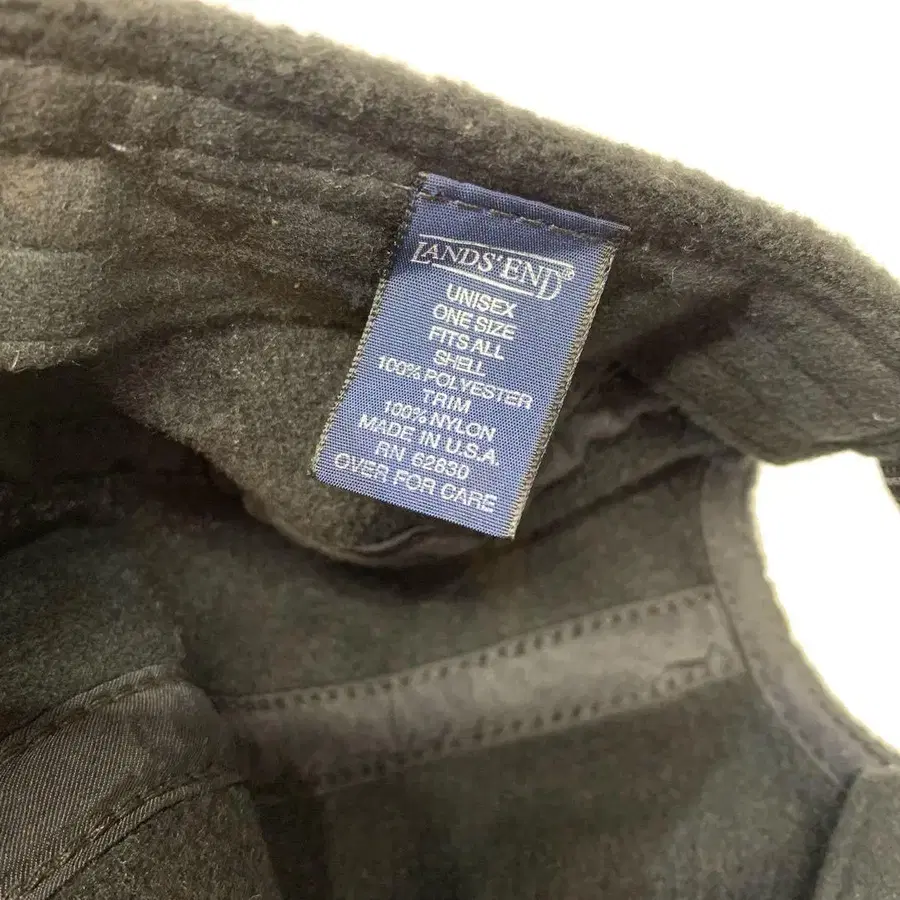 LANDS' END®
UNISEX
ONE SIZE
FITS ALL
SHELL
100% POLYESTER
TRIM
100% NYLON
MADE IN U.S.A.
RN 62830
OVER FOR CARE